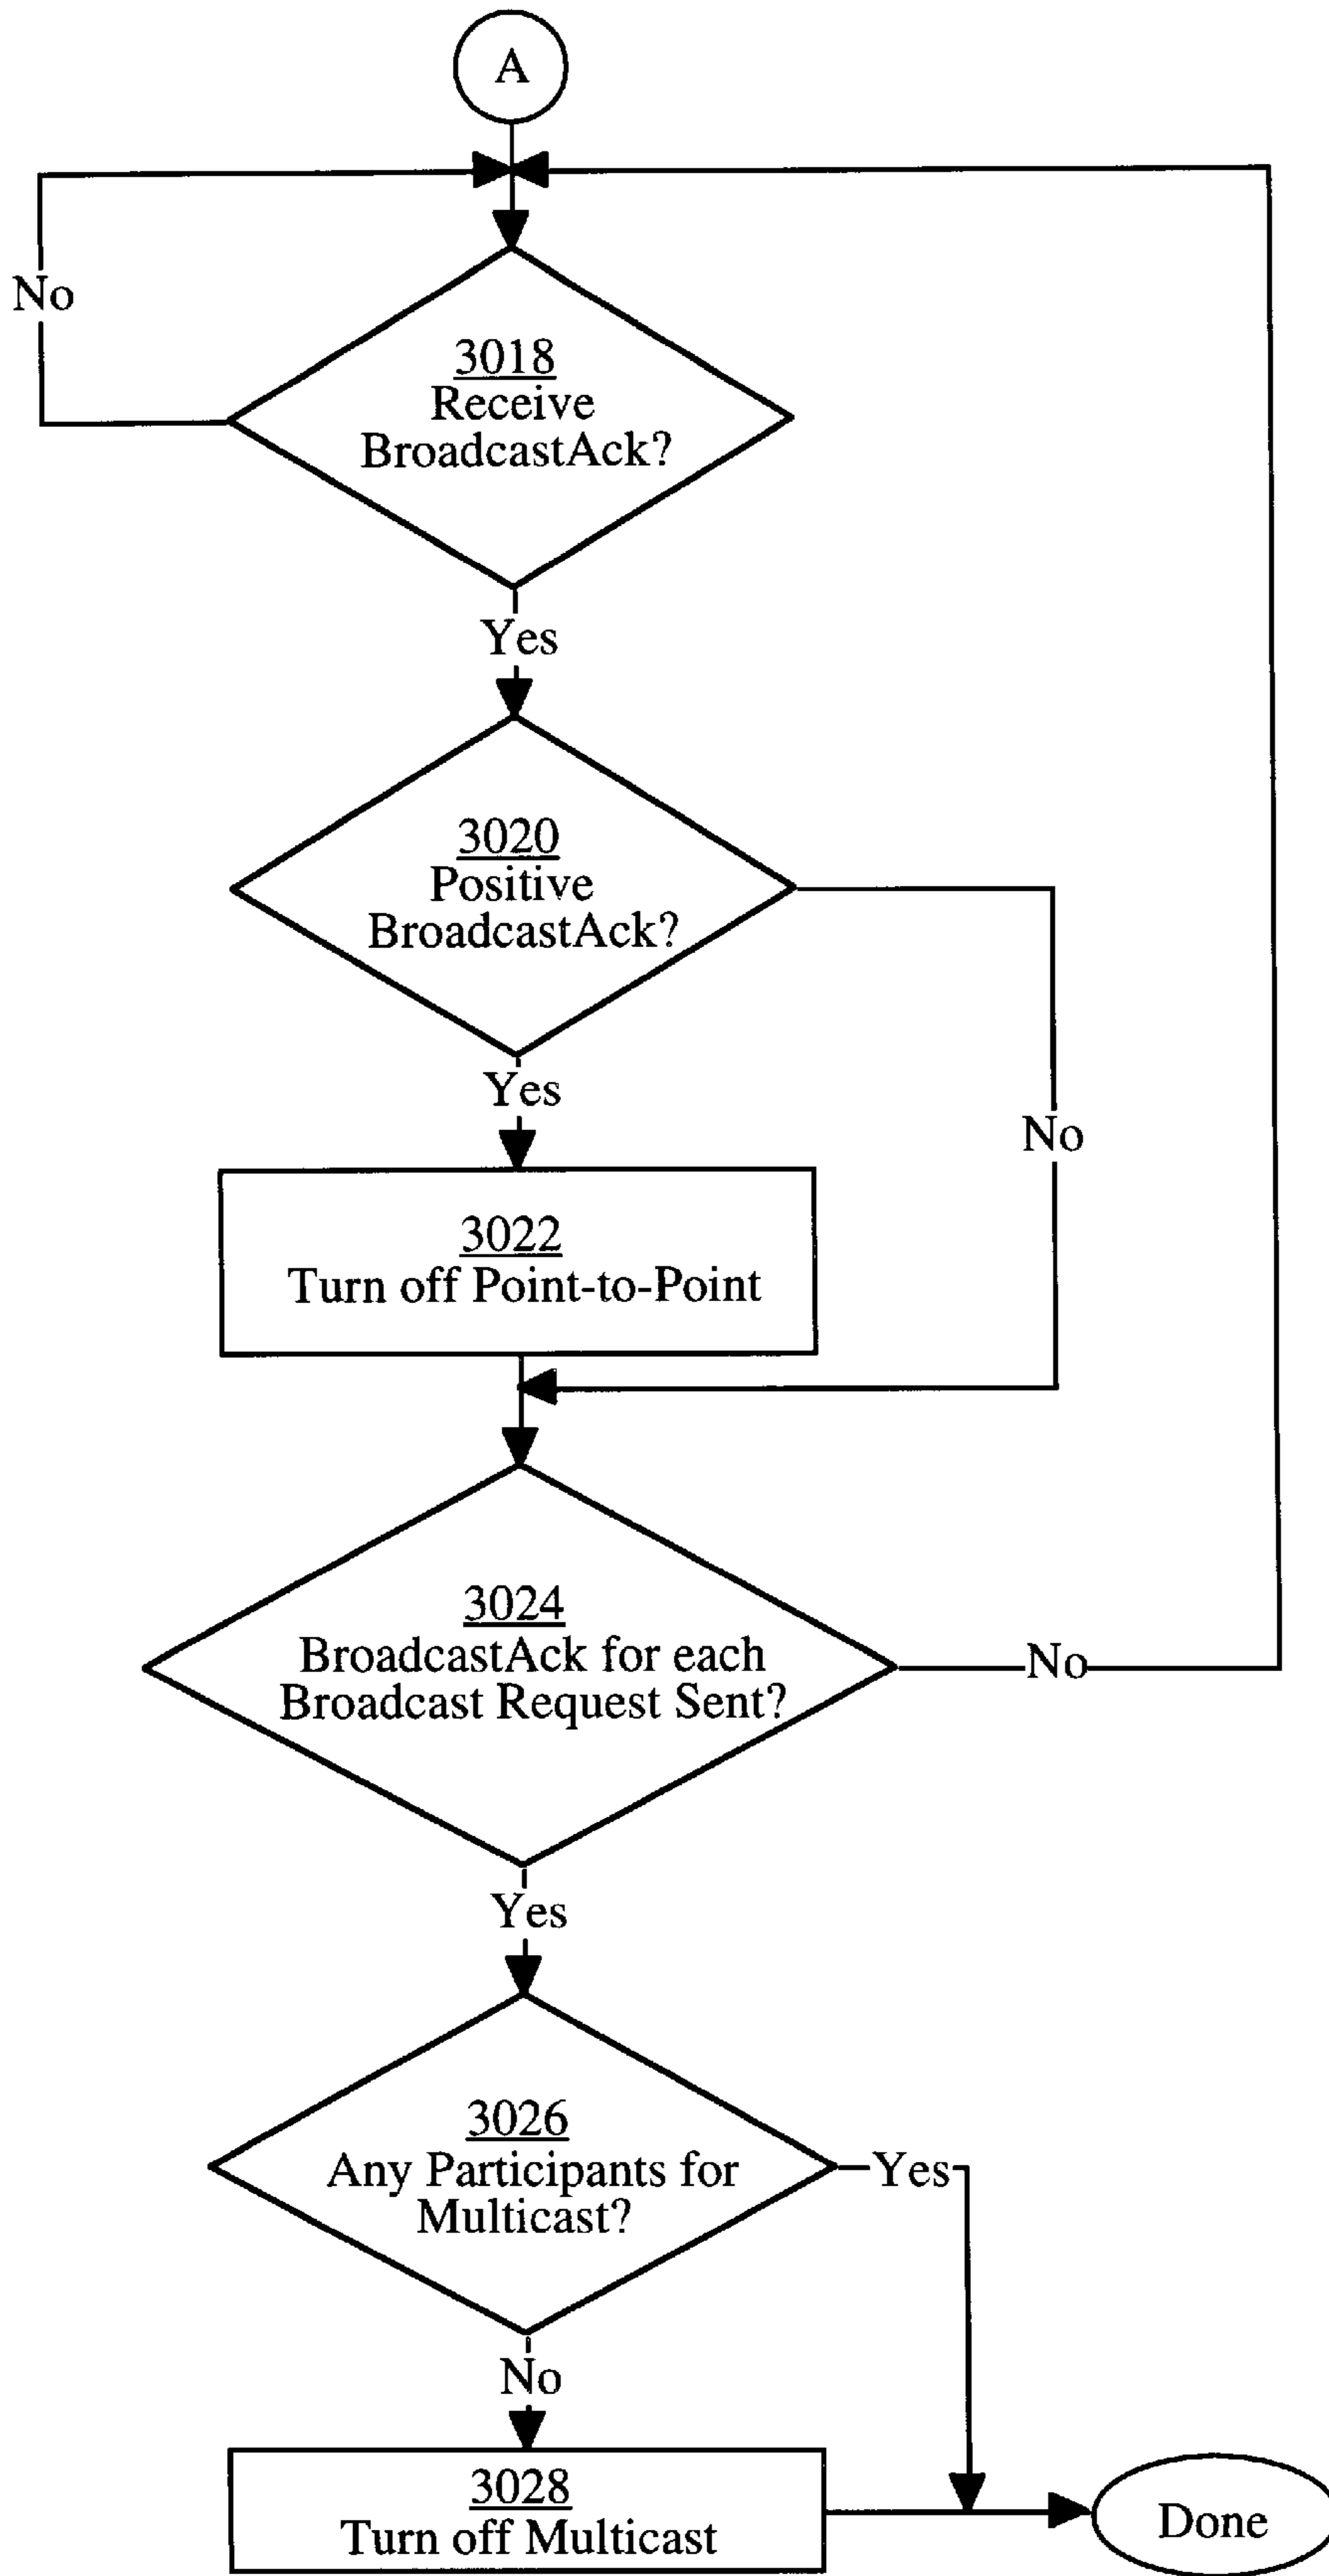 A
No
3018
Receive
BroadcastAck?
Yes
3020
Positive
BroadcastAck?
Yes
No
3022
Turn off Point-to-Point
3024
BroadcastAck for each
Broadcast Request Sent?
No
Yes
3026
Any Participants for
Multicast?
Yes
No
3028
Turn off Multicast
Done